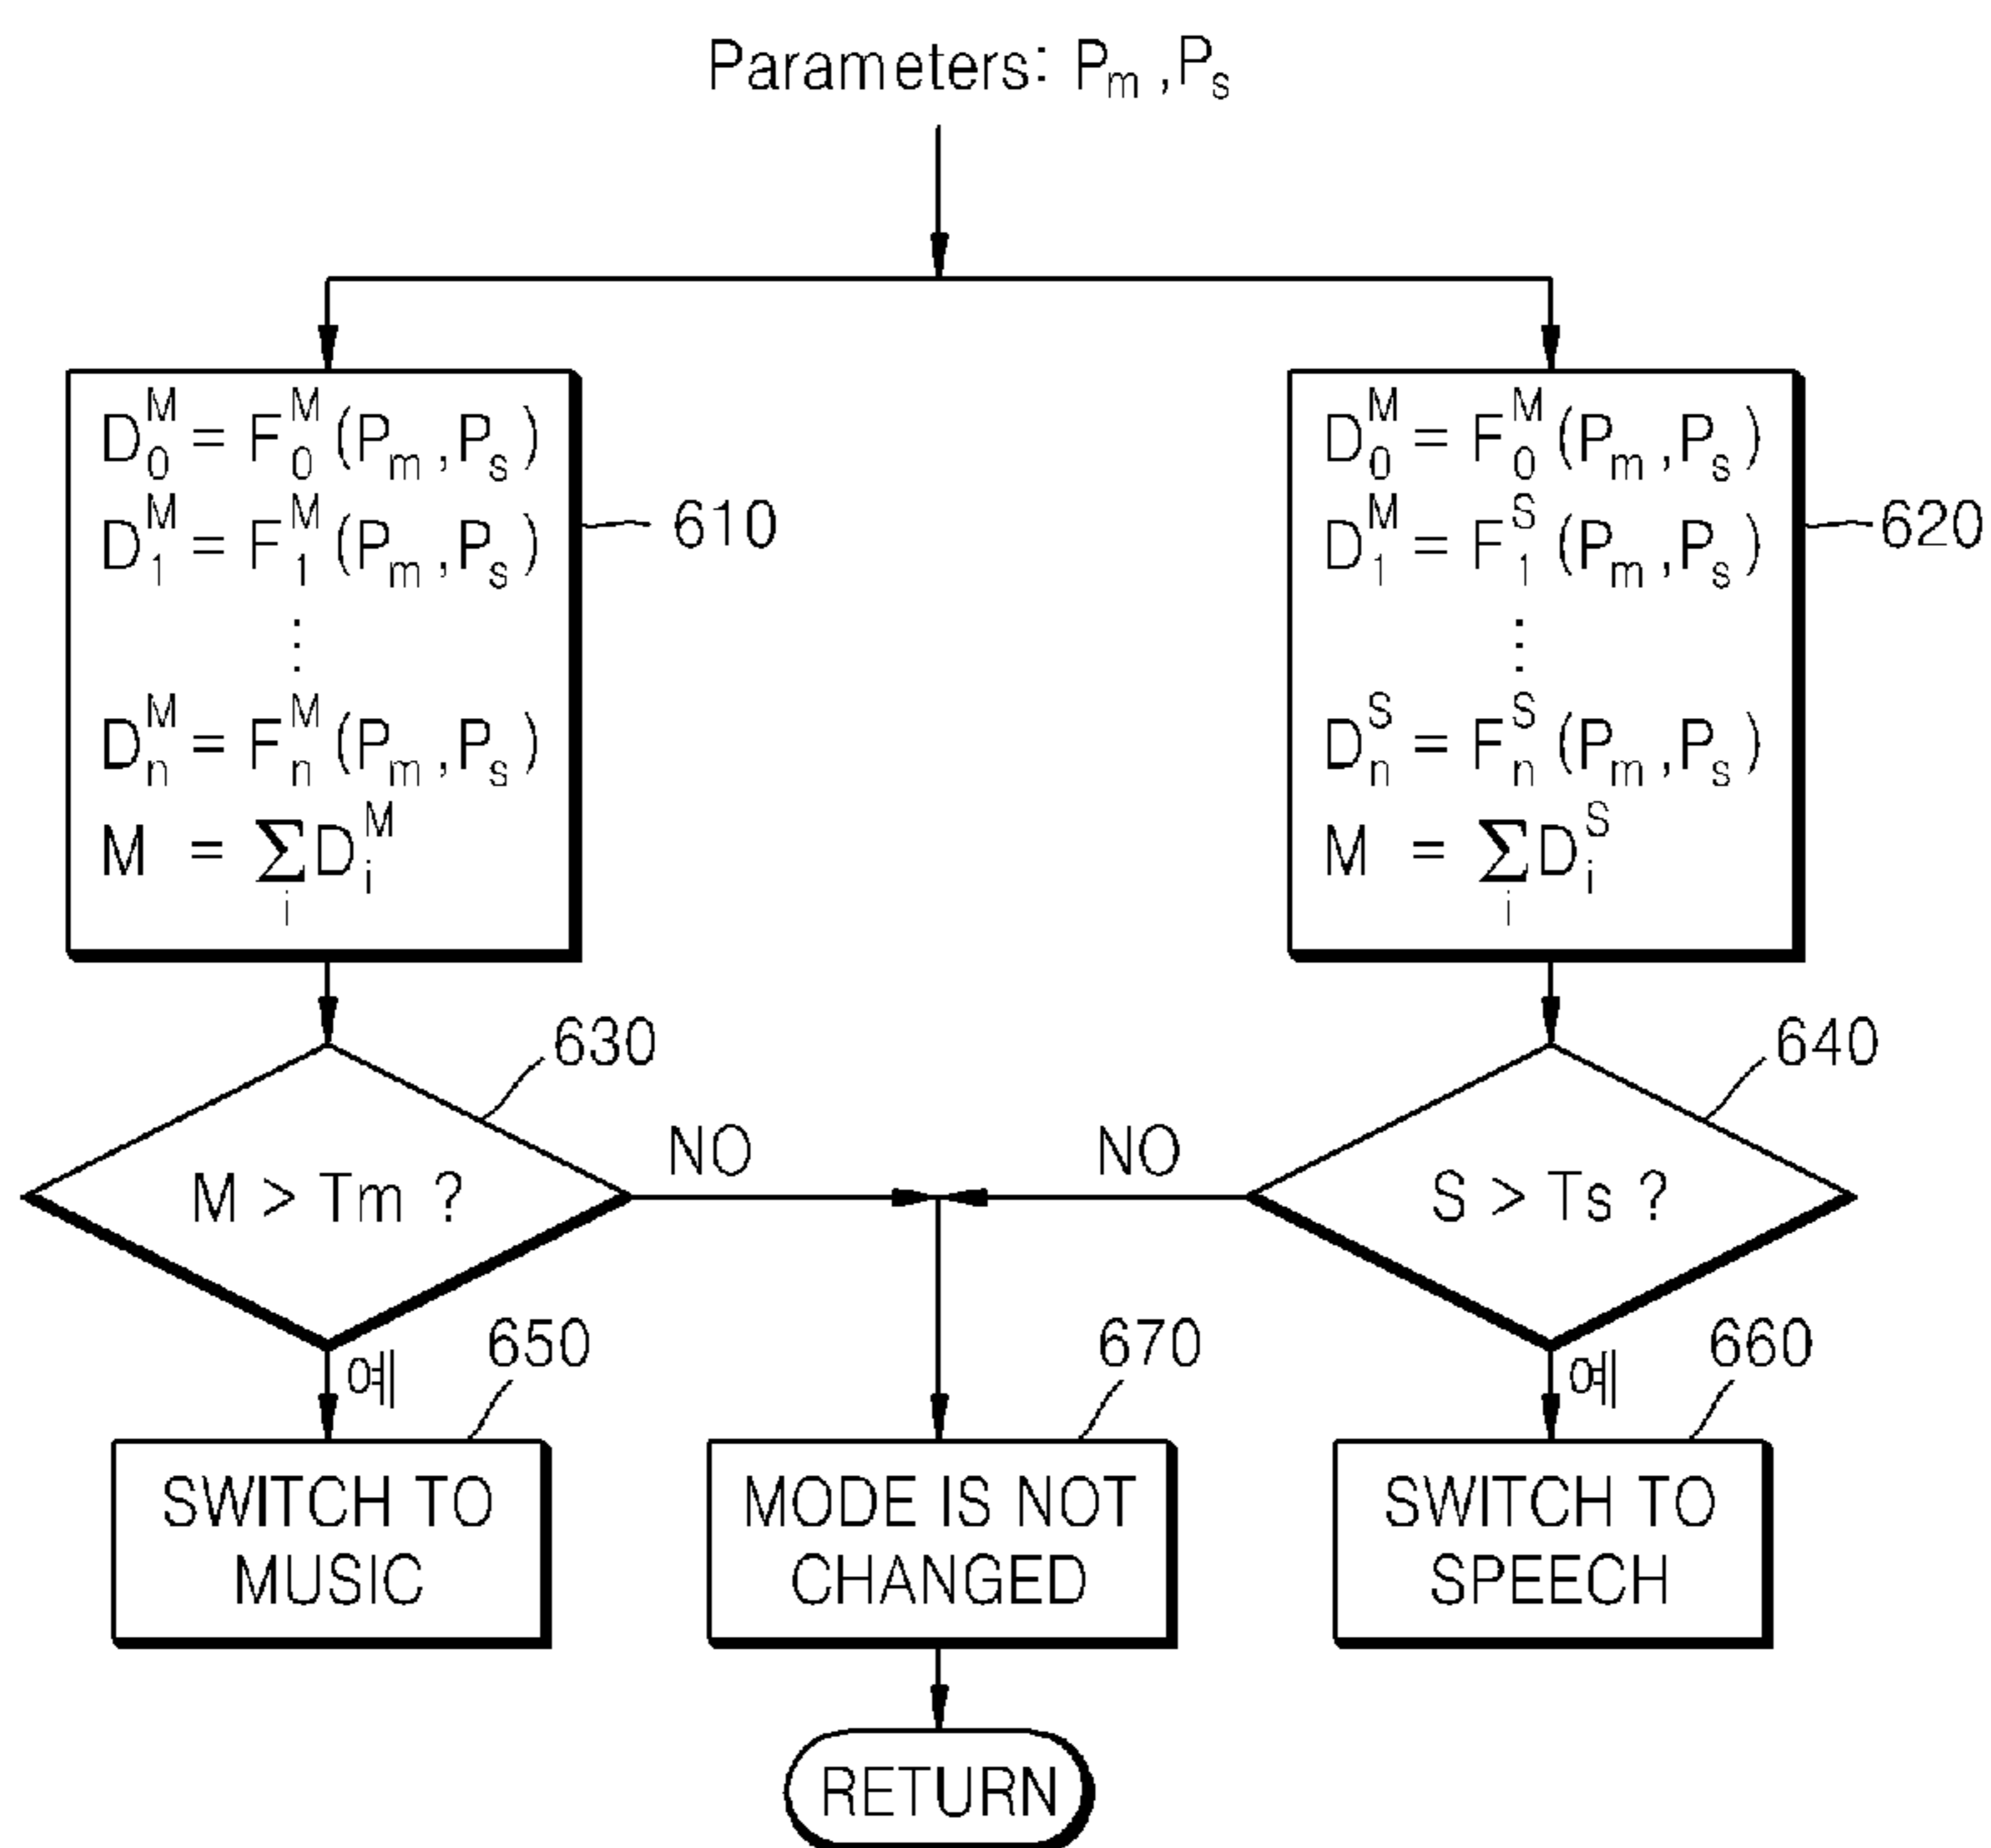 Parameters: Pₘ ,Pₛ
D₀ᴹ = F₀ᴹ (Pₘ ,Pₛ)
D₁ᴹ = F₁ᴹ (Pₘ ,Pₛ)
⋮
Dₙᴹ = Fₙᴹ (Pₘ ,Pₛ)
M = ∑ᵢ Dᵢᴹ
610
D₀ᴹ = F₀ᴹ (Pₘ ,Pₛ)
D₁ᴹ = F₁ˢ (Pₘ ,Pₛ)
⋮
Dₙˢ = Fₙˢ (Pₘ ,Pₛ)
M = ∑ᵢ Dᵢˢ
620
630
M > Tm ?
NO
640
S > Ts ?
NO
예
650
SWITCH TO
MUSIC
670
MODE IS NOT
CHANGED
예
660
SWITCH TO
SPEECH
RETURN